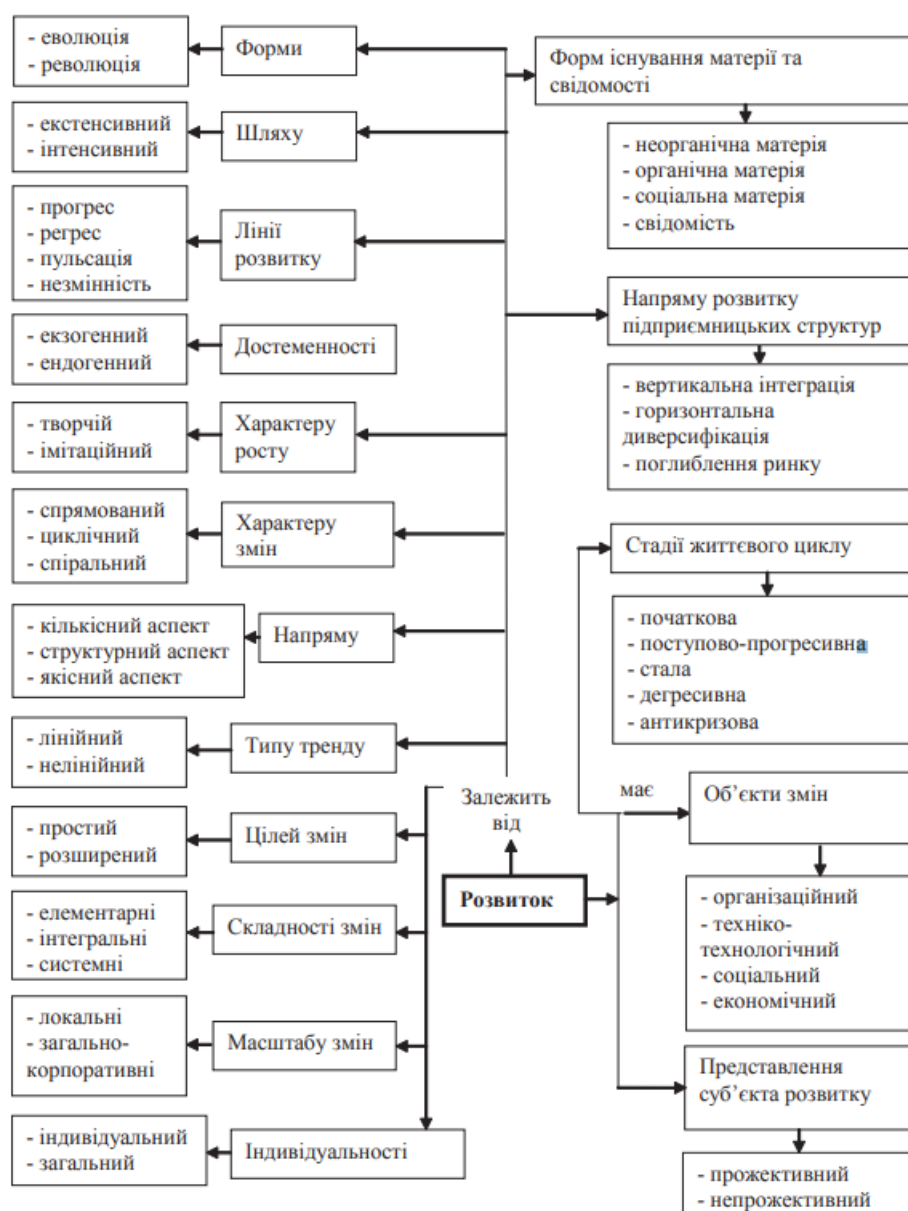 - еволюція
- революція
Форми
Форм існування матерії та
свідомості
- екстенсивний
- інтенсивний
Шляху
- неорганічна матерія
- органічна матерія
- соціальна матерія
- свідомість
- прогрес
- регрес
- пульсація
- незмінність
Лінії
розвитку
Напряму розвитку
підприємницьких структур
- екзогенний
- ендогенний
Достеменності
- вертикальна інтеграція
- горизонтальна
диверсифікація
- поглиблення ринку
- творчій
- імітаційний
Характеру
росту
- спрямований
- циклічний
- спіральний
Характеру
змін
Стадії життєвого циклу
- початкова
- поступово-прогресивна
- стала
- дегресивна
- антикризова
- кількісний аспект
- структурний аспект
- якісний аспект
Напряму
- лінійний
- нелінійний
Типу тренду
Залежить
від
має
Об’єкти змін
- простий
- розширений
Цілей змін
Розвиток
- організаційний
- техніко-
технологічний
- соціальний
- економічний
- елементарні
- інтегральні
- системні
Складності змін
- локальні
- загально-
корпоративні
Масштабу змін
Представлення
суб’єкта розвитку
- індивідуальний
- загальний
Індивідуальності
- прожективний
- непрожективний